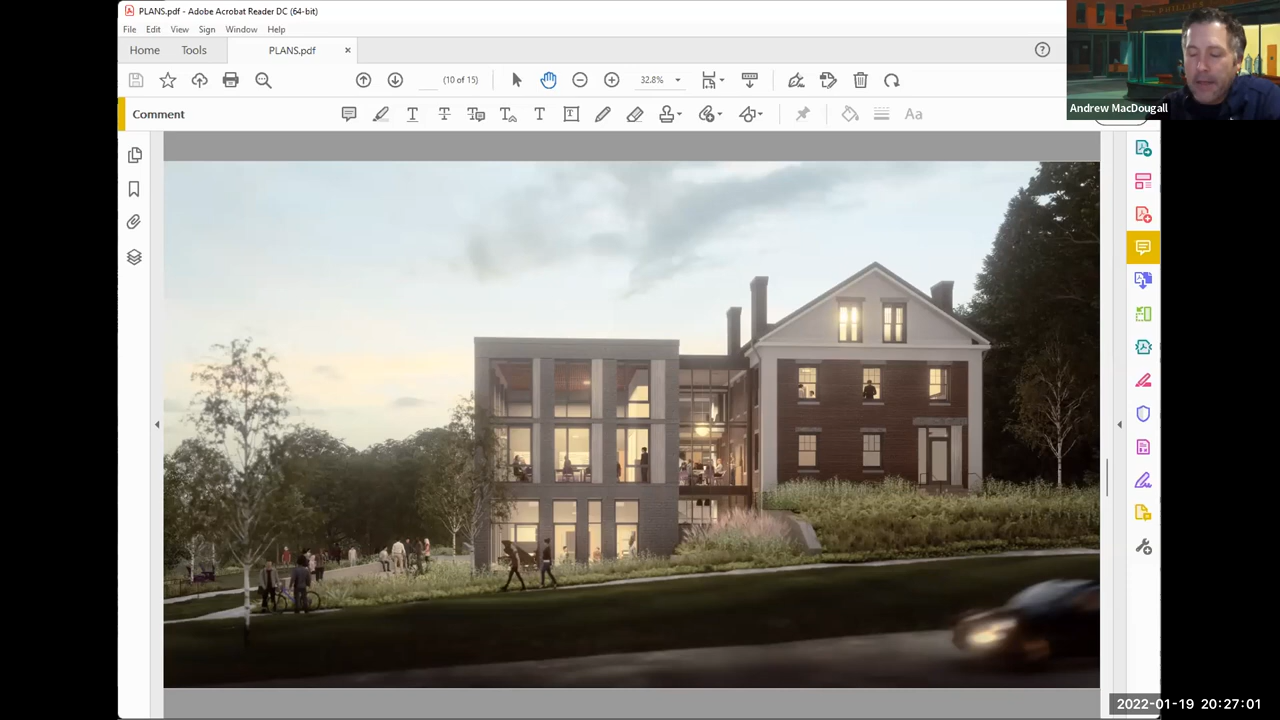 PLANS.pdf - Adobe Acrobat Reader DC (64-bit)
File Edit View Sign Window Help
Home Tools PLANS.pdf ×
(10 of 15) 32.8%
Comment
Aa
Andrew MacDougall
2022-01-19 20:27:01